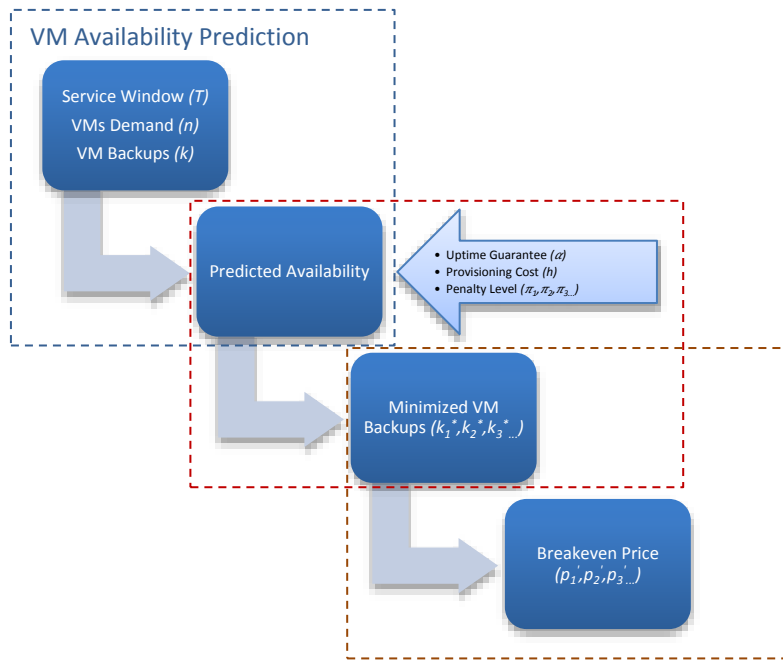 VM Availability Prediction
Service Window (T)
VMs Demand (n)
VM Backups (k)
Predicted Availability
• Uptime Guarantee (α)
• Provisioning Cost (h)
• Penalty Level (π₁,π₂,π₃...)
Minimized VM
Backups (k₁*,k₂*,k₃*...)
Breakeven Price
(p₁',p₂',p₃'...)